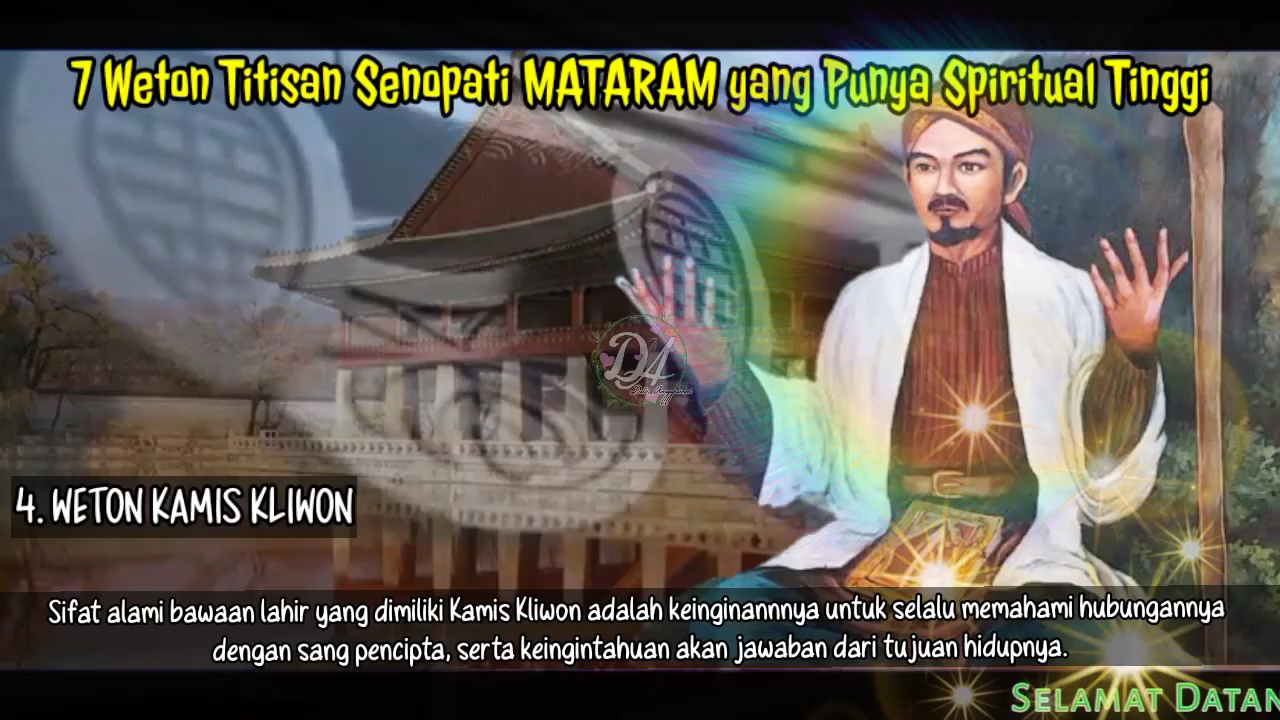 7 Weton Titisan Senopati MATARAM yang Punya Spiritual Tinggi
DA
4. WETON KAMIS KLIWON
Sifat alami bawaan lahir yang dimiliki Kamis Kliwon adalah keinginannnya untuk selalu memahami hubungannya
dengan sang pencipta, serta keingintahuan akan jawaban dari tujuan hidupnya.
SELAMAT DATAN